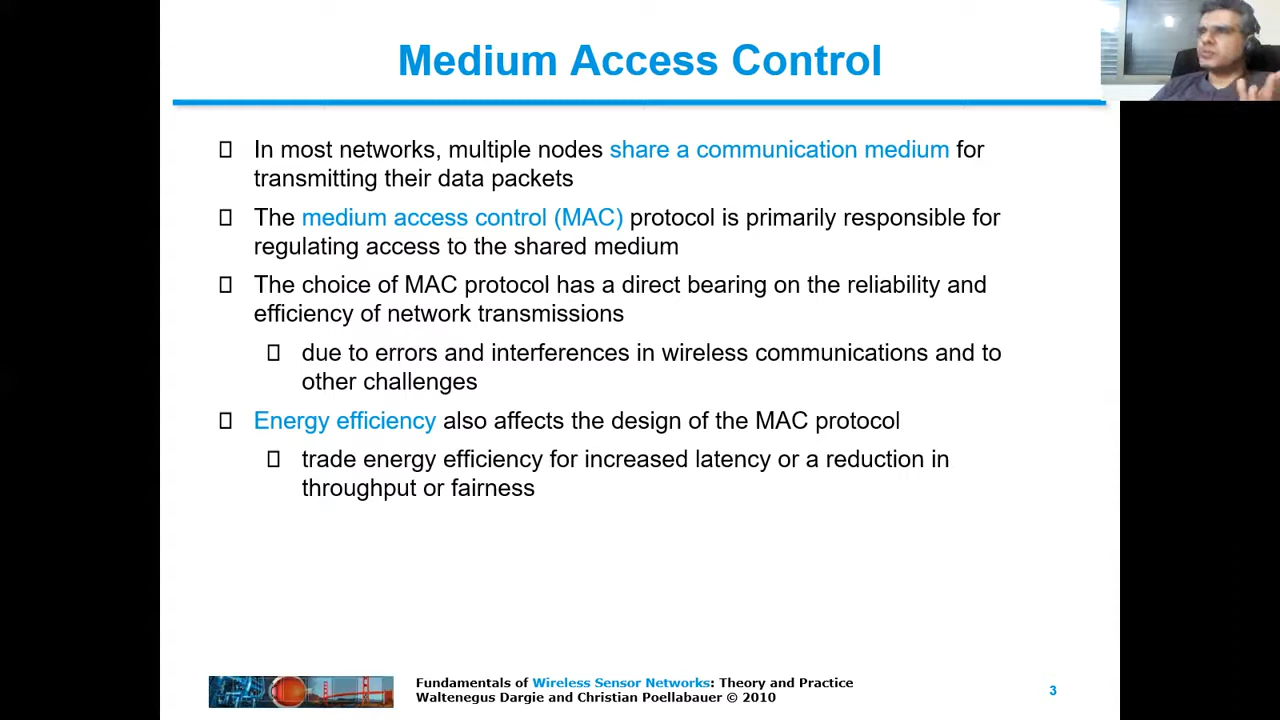 Medium Access Control
In most networks, multiple nodes share a communication medium for
transmitting their data packets
The medium access control (MAC) protocol is primarily responsible for
regulating access to the shared medium
The choice of MAC protocol has a direct bearing on the reliability and
efficiency of network transmissions
due to errors and interferences in wireless communications and to
other challenges
Energy efficiency also affects the design of the MAC protocol
trade energy efficiency for increased latency or a reduction in
throughput or fairness
Fundamentals of Wireless Sensor Networks: Theory and Practice
Waltenegus Dargie and Christian Poellabauer © 2010
3